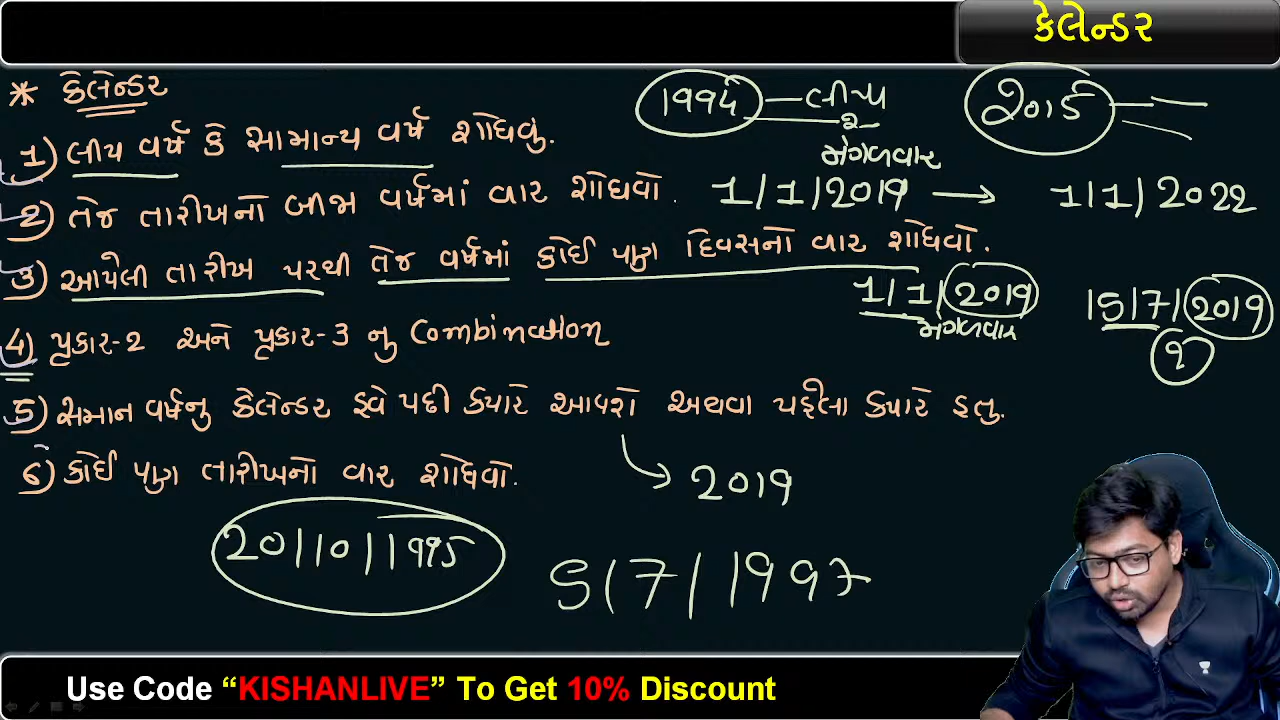 કેલેન્ડર
* કેલેન્ડર
1) લીપ વર્ષ કે સામાન્ય વર્ષ શોધવું.
1994 — લીપ
2015
મંગળવાર
2) તેજ તારીખનો બીજા વર્ષમાં વાર શોધવો.
1/1/2019 → 1/1/2022
3) આપેલી તારીખ પરથી તેજ વર્ષમાં કોઈ પણ દિવસનો વાર શોધવો.
1/1/2019
15/7/2019
મંગળવાર
4) પ્રકાર-2 અને પ્રકાર-3 નુ Combination
5) સમાન વર્ષનુ કેલેન્ડર હવે પછી ક્યારે આવશે અથવા પહેલા ક્યારે હતુ.
6) કોઈ પણ તારીખનો વાર શોધવો.
→ 2019
20/10/1995
5/7/1997
Use Code “KISHANLIVE” To Get 10% Discount